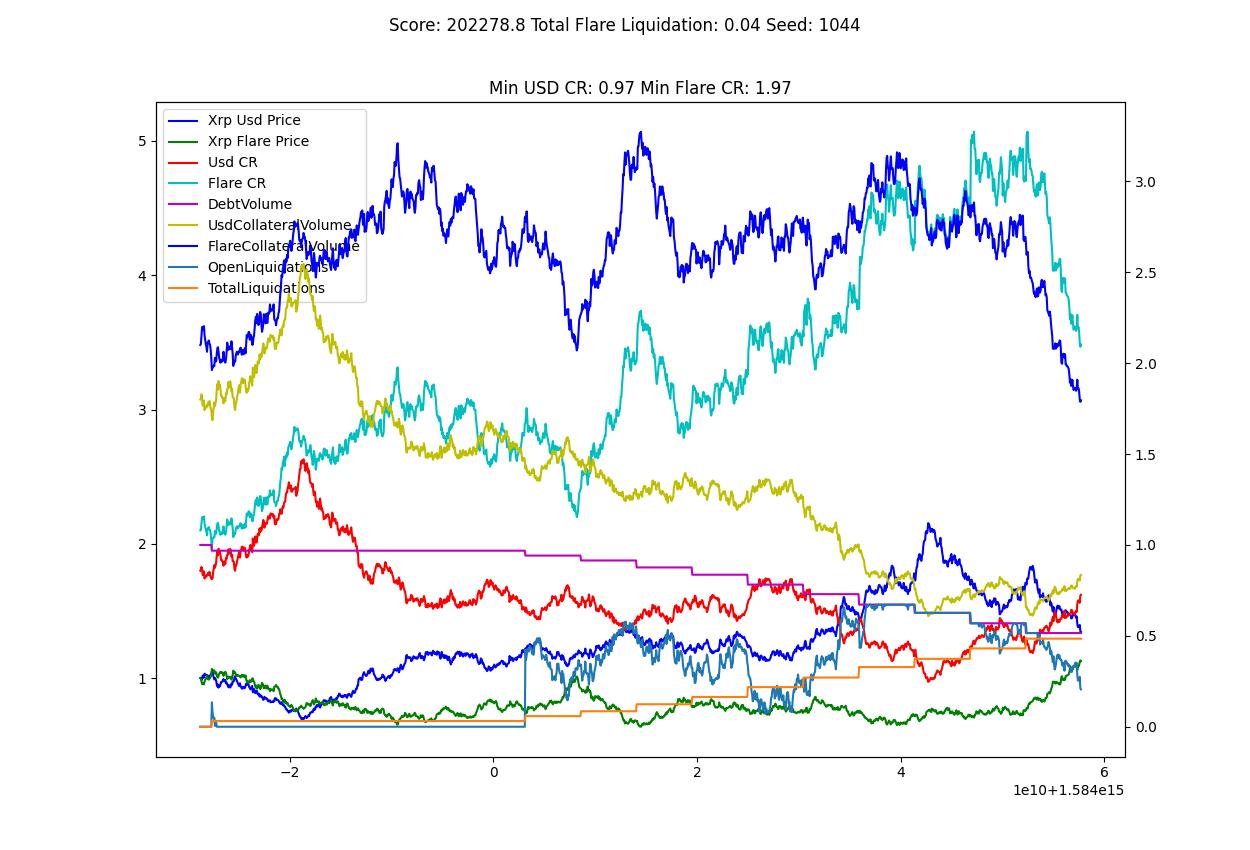 Score: 202278.8 Total Flare Liquidation: 0.04 Seed: 1044
Min USD CR: 0.97 Min Flare CR: 1.97
Xrp Usd Price
Xrp Flare Price
Usd CR
Flare CR
DebtVolume
UsdCollateralVolume
FlareCollateralVolume
OpenLiquidations
TotalLiquidations
5
4
3
2
1
3.0
2.5
2.0
1.5
1.0
0.5
0.0
−2 0 2 4 6
1e10+1.584e15